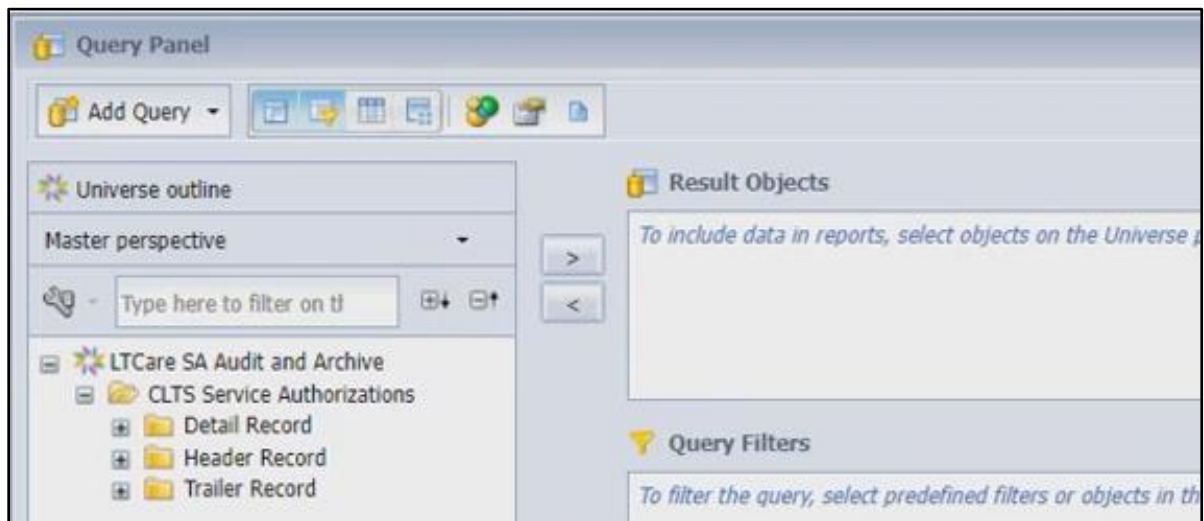 Query Panel
Add Query
Universe outline
Master perspective
Type here to filter on tl
LTCare SA Audit and Archive
CLTS Service Authorizations
Detail Record
Header Record
Trailer Record
>
<
Result Objects
To include data in reports, select objects on the Universe
Query Filters
To filter the query, select predefined filters or objects in th